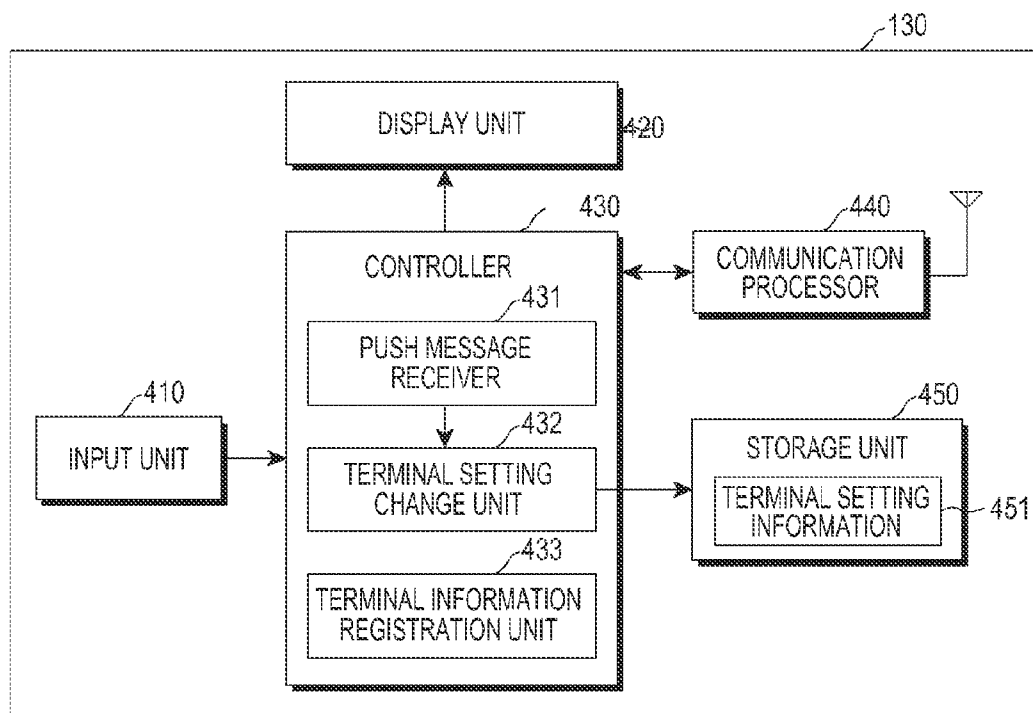 130
DISPLAY UNIT
420
430
CONTROLLER
440
COMMUNICATION
PROCESSOR
431
PUSH MESSAGE
RECEIVER
410
INPUT UNIT
432
TERMINAL SETTING
CHANGE UNIT
450
STORAGE UNIT
TERMINAL SETTING
INFORMATION
451
433
TERMINAL INFORMATION
REGISTRATION UNIT